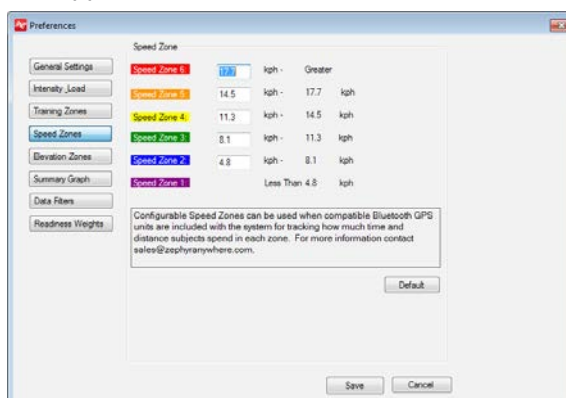 Preferences
Speed Zone
General Settings
Intensity _Load
Training Zones
Speed Zones
Elevation Zones
Summary Graph
Data Filters
Readiness Weights
Speed Zone 6: 17.7 kph - Greater
Speed Zone 5: 14.5 kph - 17.7 kph
Speed Zone 4: 11.3 kph - 14.5 kph
Speed Zone 3: 8.1 kph - 11.3 kph
Speed Zone 2: 4.8 kph - 8.1 kph
Speed Zone 1: Less Than 4.8 kph
Configurable Speed Zones can be used when compatible Bluetooth GPS
units are included with the system for tracking how much time and
distance subjects spend in each zone. For more information contact
sales@zephyranywhere.com.
Default
Save Cancel